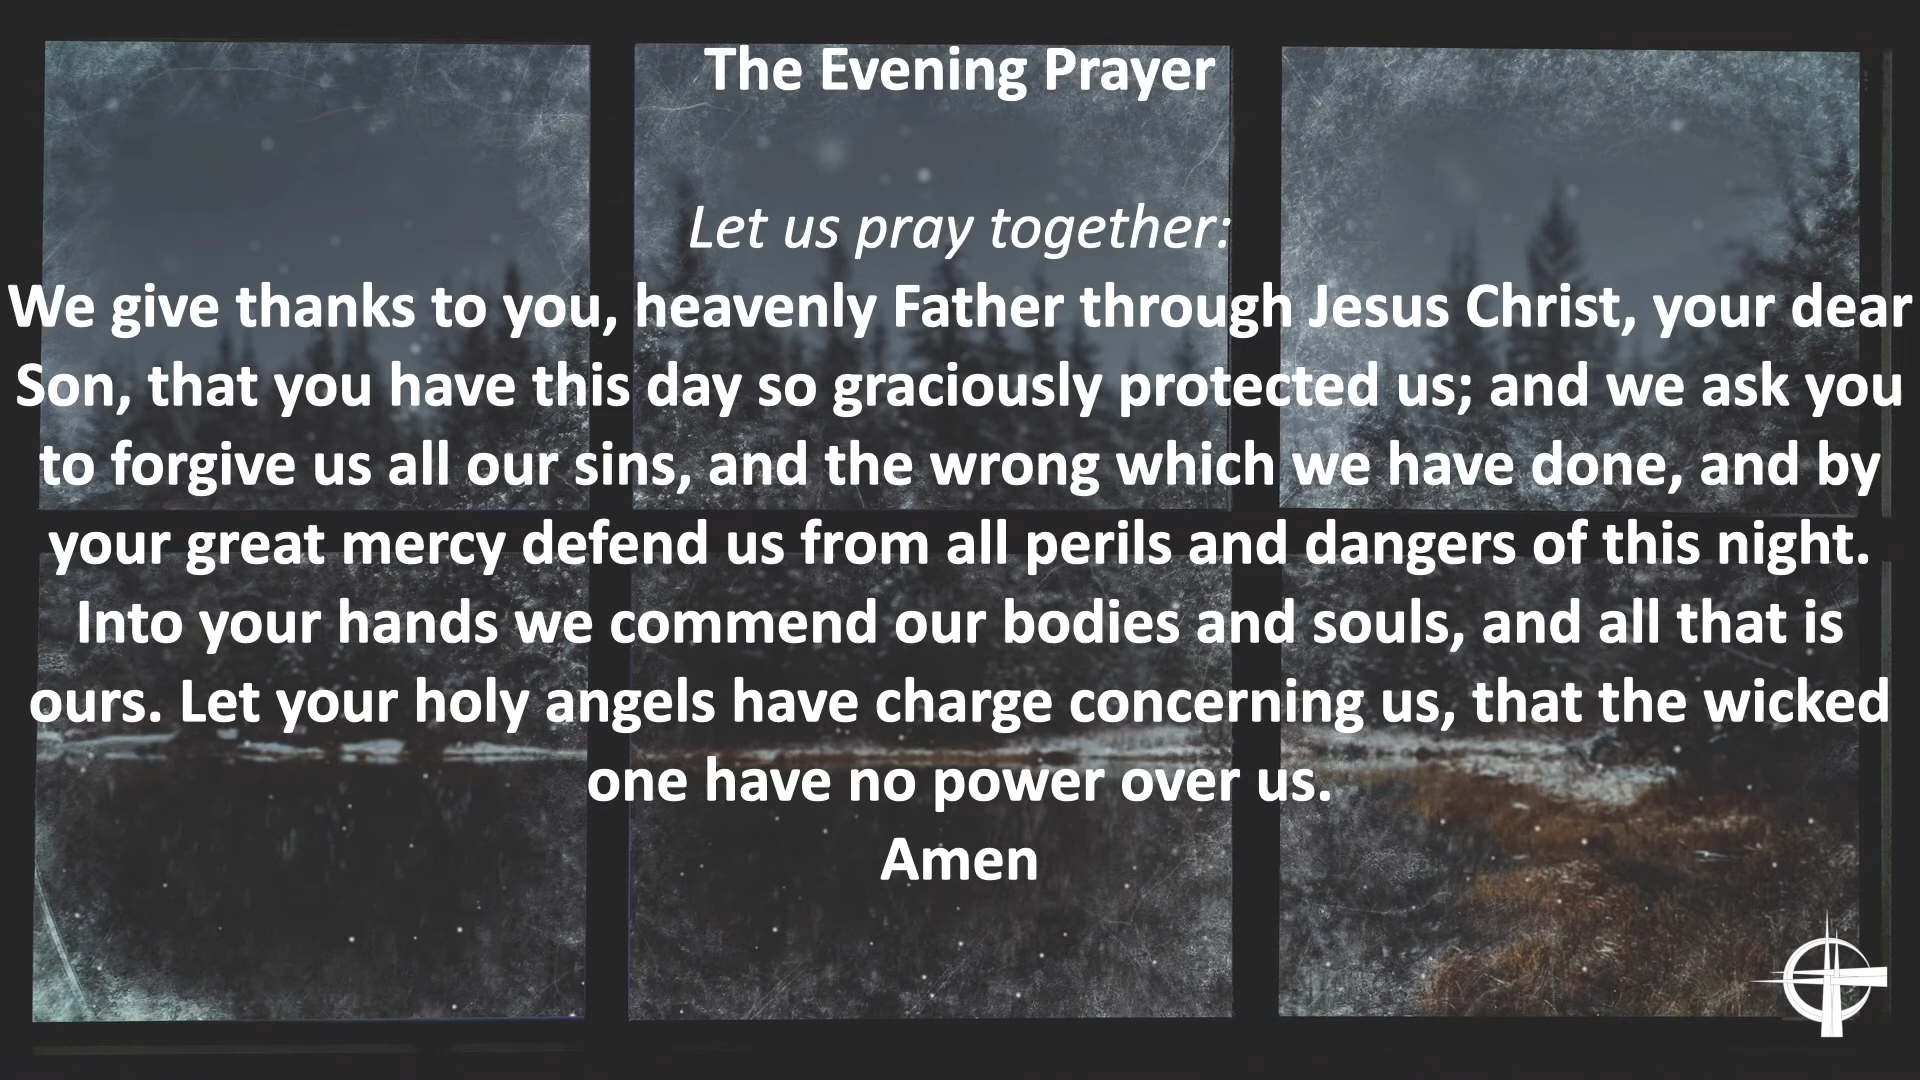 The Evening Prayer
Let us pray together:
We give thanks to you, heavenly Father through Jesus Christ, your dear
Son, that you have this day so graciously protected us; and we ask you
to forgive us all our sins, and the wrong which we have done, and by
your great mercy defend us from all perils and dangers of this night.
Into your hands we commend our bodies and souls, and all that is
ours. Let your holy angels have charge concerning us, that the wicked
one have no power over us.
Amen